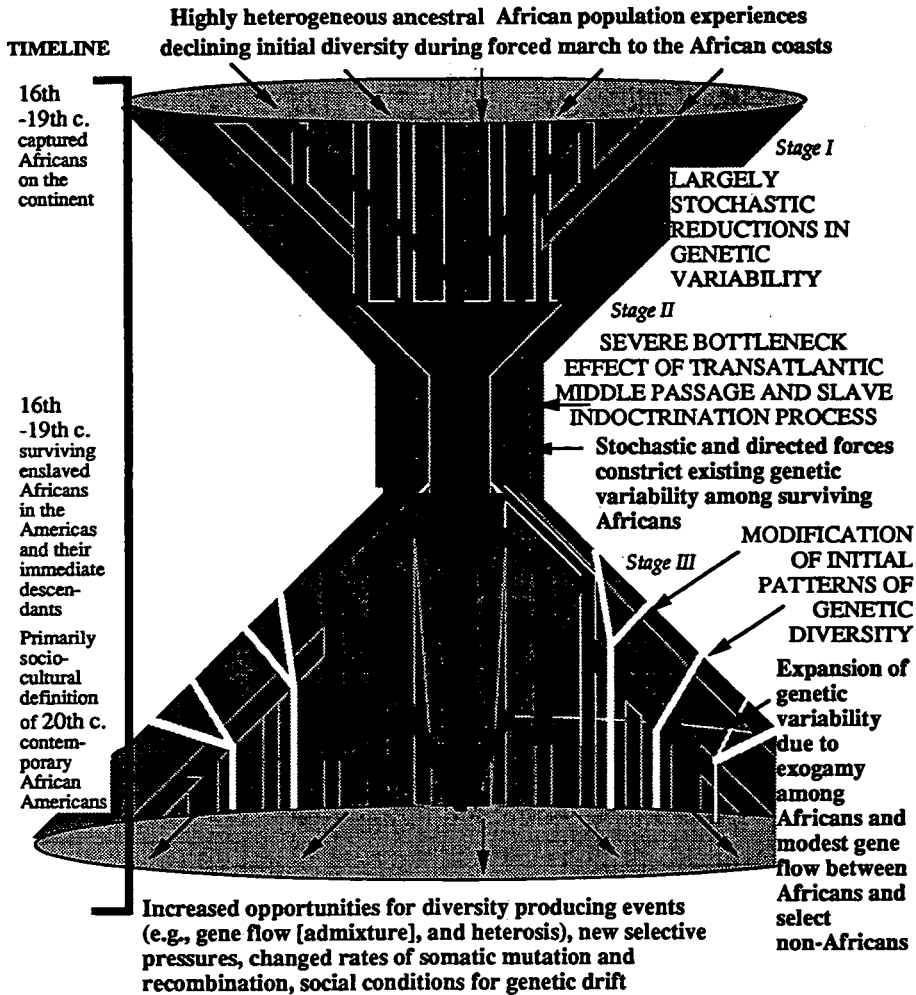 Highly heterogeneous ancestral African population experiences
declining initial diversity during forced march to the African coasts
TIMELINE
16th
-19th c.
captured
Africans
on the
continent
Stage I
LARGELY
STOCHASTIC
REDUCTIONS IN
GENETIC
VARIABILITY
Stage II
SEVERE BOTTLENECK
EFFECT OF TRANSATLANTIC
MIDDLE PASSAGE AND SLAVE
INDOCTRINATION PROCESS
Stochastic and directed forces
constrict existing genetic
variability among surviving
Africans
16th
-19th c.
surviving
enslaved
Africans
in the
Americas
and their
immediate
descen-
dants
Stage III
MODIFICATION
OF INITIAL
PATTERNS OF
GENETIC
DIVERSITY
Primarily
socio-
cultural
definition
of 20th c.
contem-
porary
African
Americans
Expansion of
genetic
variability
due to
exogamy
among
Africans and
modest gene
flow between
Africans and
select
non-Africans
Increased opportunities for diversity producing events
(e.g., gene flow [admixture], and heterosis), new selective
pressures, changed rates of somatic mutation and
recombination, social conditions for genetic drift